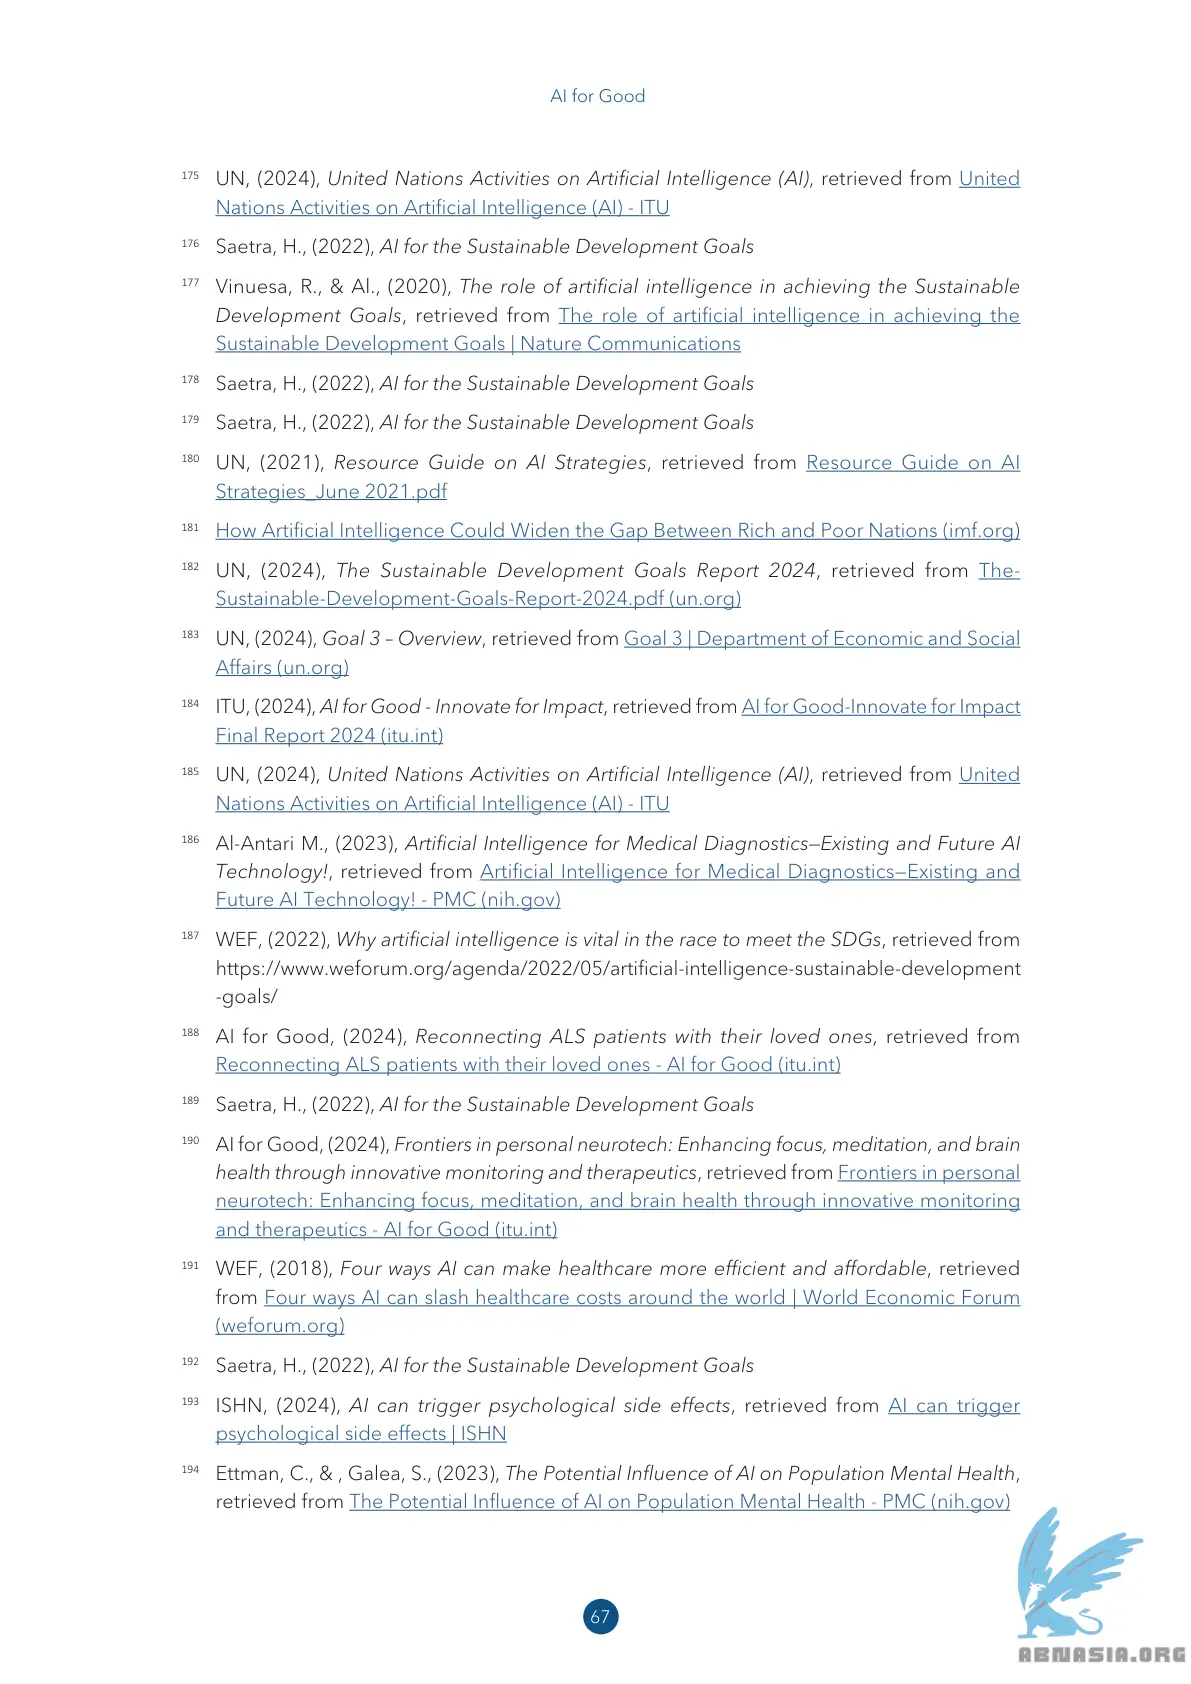 AI for Good
175 UN, (2024), United Nations Activities on Artificial Intelligence (AI), retrieved from United
Nations Activities on Artificial Intelligence (AI) - ITU
176 Saetra, H., (2022), AI for the Sustainable Development Goals
177 Vinuesa, R., & Al., (2020), The role of artificial intelligence in achieving the Sustainable
Development Goals, retrieved from The role of artificial intelligence in achieving the
Sustainable Development Goals | Nature Communications
178 Saetra, H., (2022), AI for the Sustainable Development Goals
179 Saetra, H., (2022), AI for the Sustainable Development Goals
180 UN, (2021), Resource Guide on AI Strategies, retrieved from Resource Guide on AI
Strategies_June 2021.pdf
181 How Artificial Intelligence Could Widen the Gap Between Rich and Poor Nations (imf.org)
182 UN, (2024), The Sustainable Development Goals Report 2024, retrieved from The-
Sustainable-Development-Goals-Report-2024.pdf (un.org)
183 UN, (2024), Goal 3 – Overview, retrieved from Goal 3 | Department of Economic and Social
Affairs (un.org)
184 ITU, (2024), AI for Good - Innovate for Impact, retrieved from AI for Good-Innovate for Impact
Final Report 2024 (itu.int)
185 UN, (2024), United Nations Activities on Artificial Intelligence (AI), retrieved from United
Nations Activities on Artificial Intelligence (AI) - ITU
186 Al-Antari M., (2023), Artificial Intelligence for Medical Diagnostics—Existing and Future AI
Technology!, retrieved from Artificial Intelligence for Medical Diagnostics—Existing and
Future AI Technology! - PMC (nih.gov)
187 WEF, (2022), Why artificial intelligence is vital in the race to meet the SDGs, retrieved from
https://www.weforum.org/agenda/2022/05/artificial-intelligence-sustainable-development
-goals/
188 AI for Good, (2024), Reconnecting ALS patients with their loved ones, retrieved from
Reconnecting ALS patients with their loved ones - AI for Good (itu.int)
189 Saetra, H., (2022), AI for the Sustainable Development Goals
190 AI for Good, (2024), Frontiers in personal neurotech: Enhancing focus, meditation, and brain
health through innovative monitoring and therapeutics, retrieved from Frontiers in personal
neurotech: Enhancing focus, meditation, and brain health through innovative monitoring
and therapeutics - AI for Good (itu.int)
191 WEF, (2018), Four ways AI can make healthcare more efficient and affordable, retrieved
from Four ways AI can slash healthcare costs around the world | World Economic Forum
(weforum.org)
192 Saetra, H., (2022), AI for the Sustainable Development Goals
193 ISHN, (2024), AI can trigger psychological side effects, retrieved from AI can trigger
psychological side effects | ISHN
194 Ettman, C., & , Galea, S., (2023), The Potential Influence of AI on Population Mental Health,
retrieved from The Potential Influence of AI on Population Mental Health - PMC (nih.gov)
67
ABNASIA.ORG